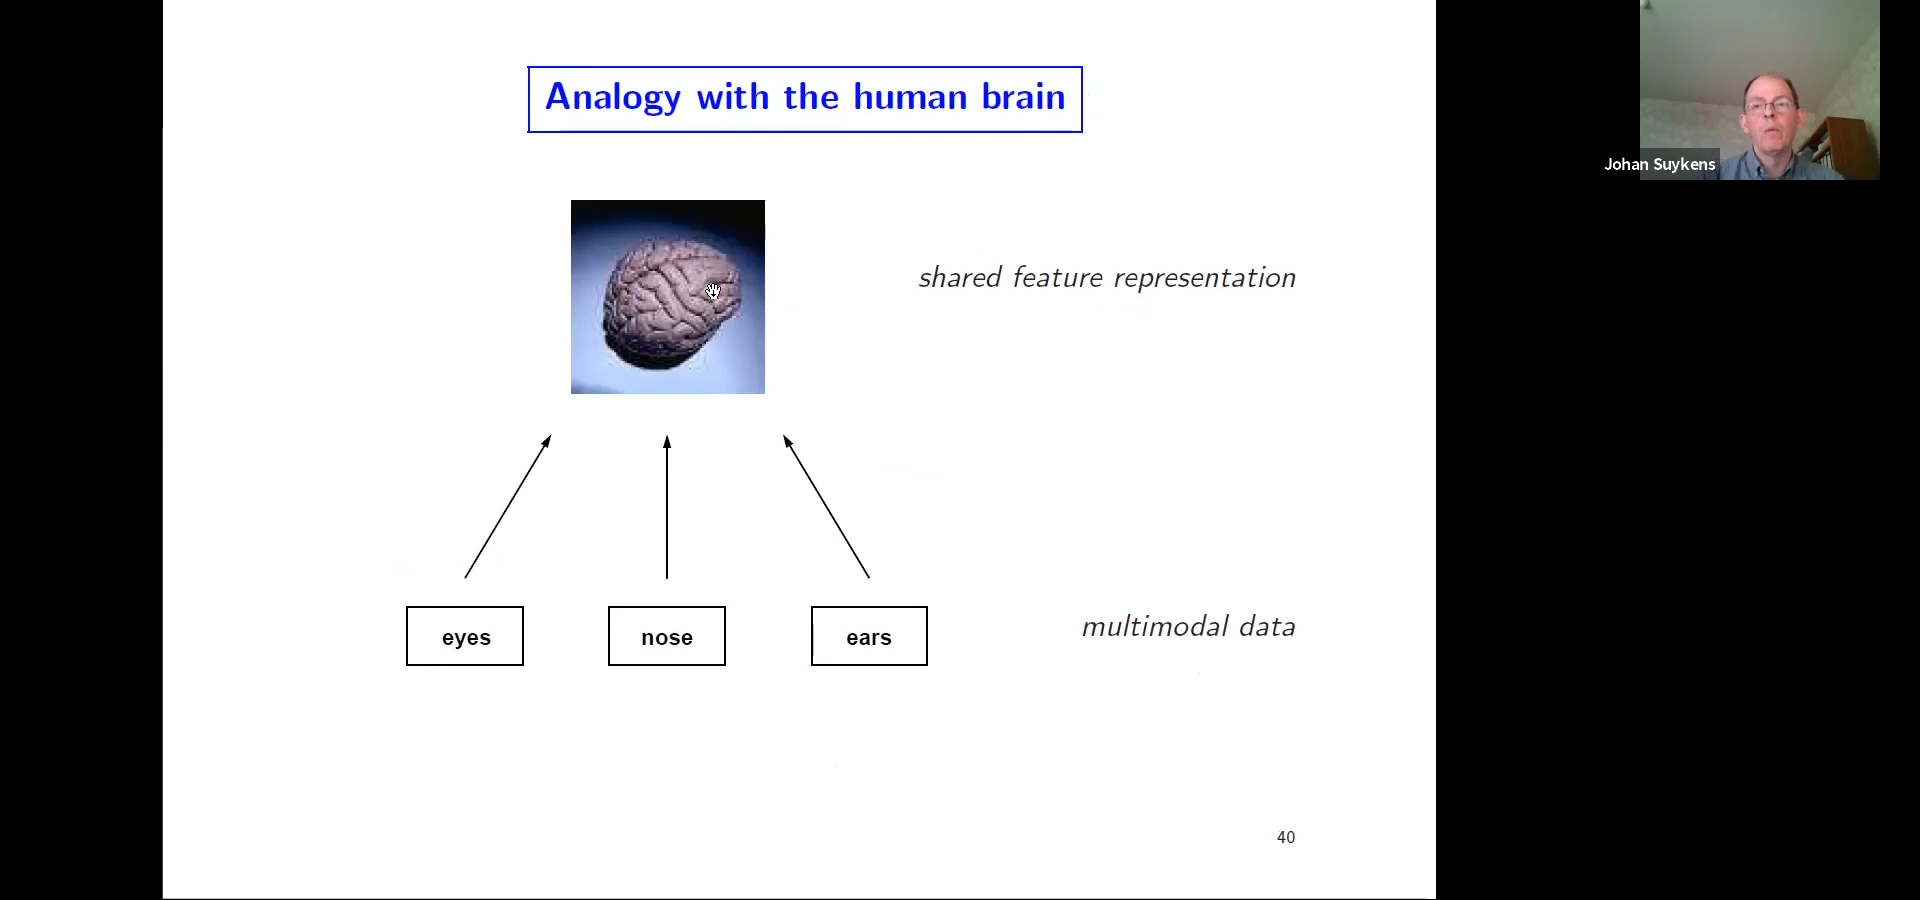 Analogy with the human brain
Johan Suykens
shared feature representation
eyes
nose
ears
multimodal data
40